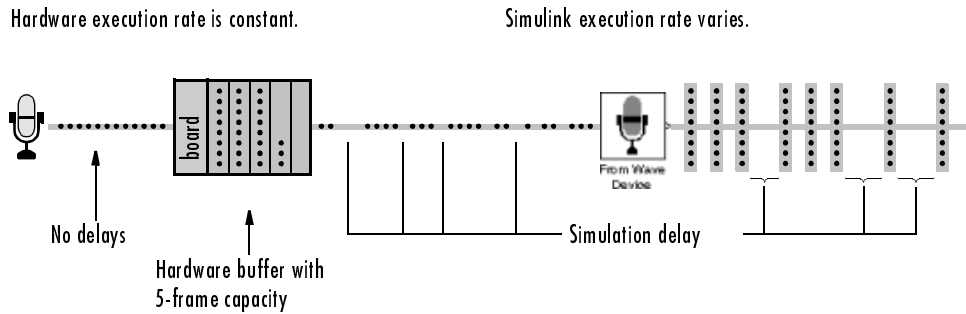 Hardware execution rate is constant.
Simulink execution rate varies.
board
From Wave
Device
No delays
Simulation delay
Hardware buffer with
5-frame capacity